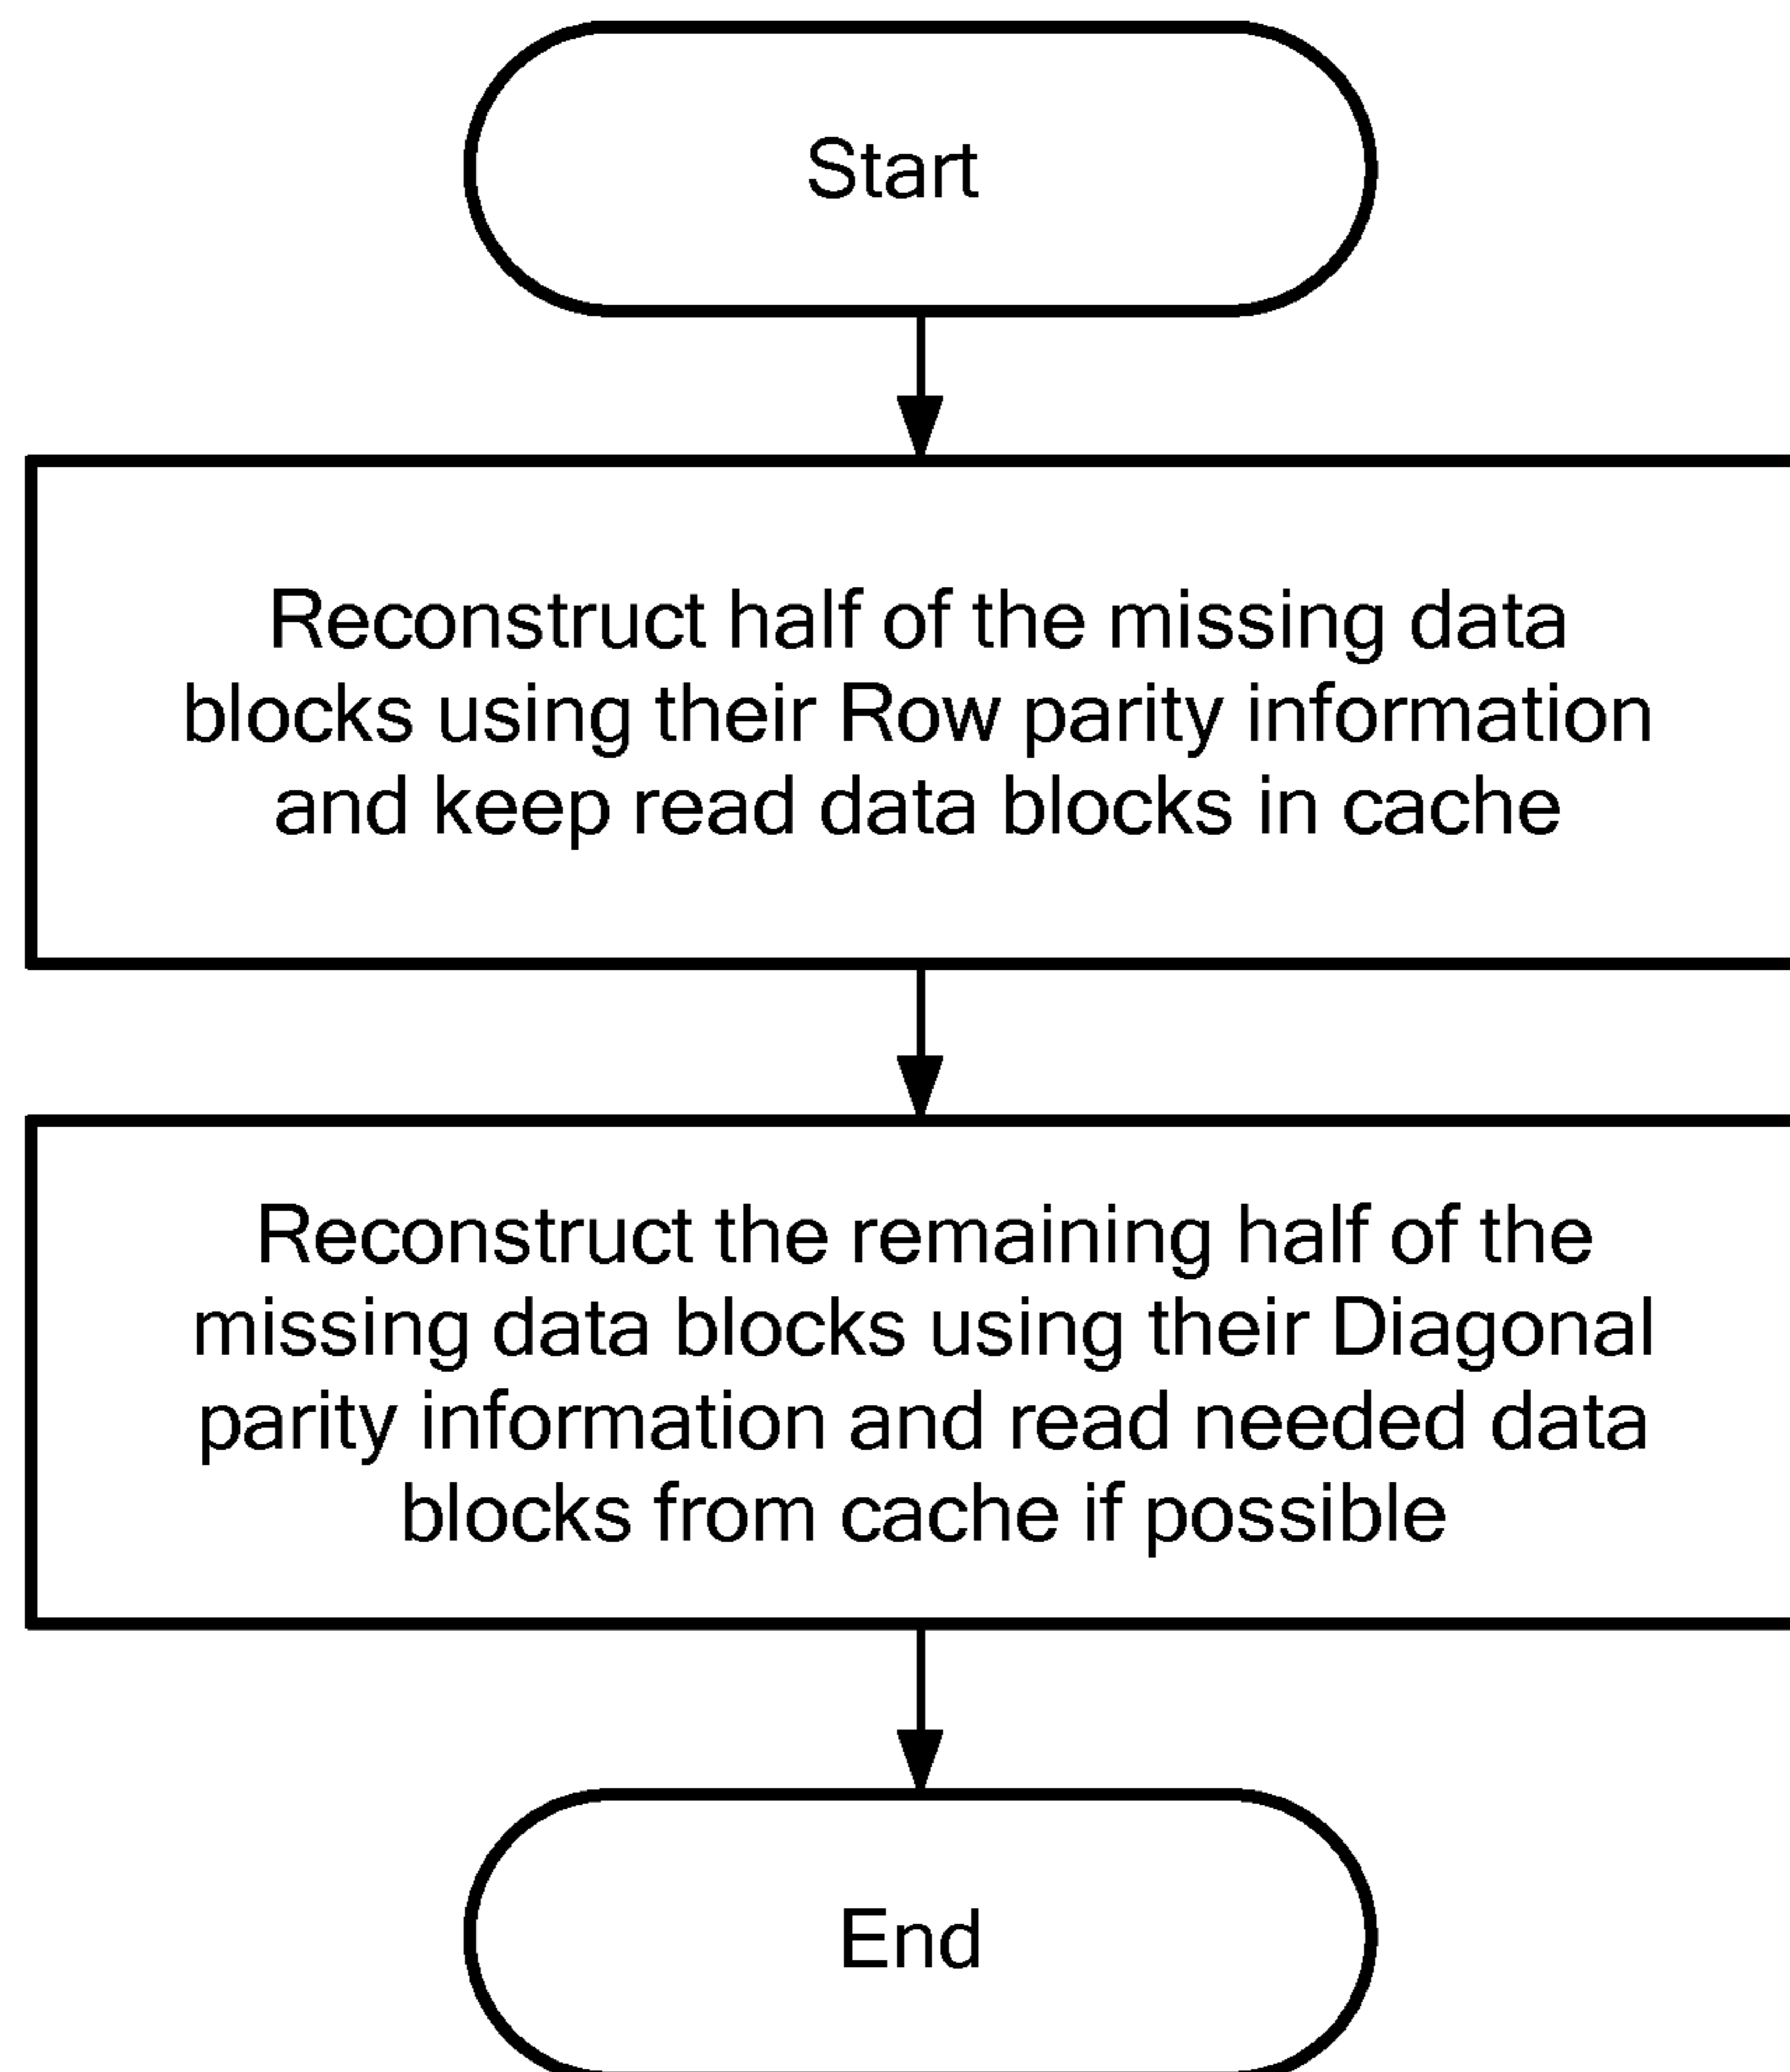 Start
Reconstruct half of the missing data
blocks using their Row parity information
and keep read data blocks in cache
Reconstruct the remaining half of the
missing data blocks using their Diagonal
parity information and read needed data
blocks from cache if possible
End